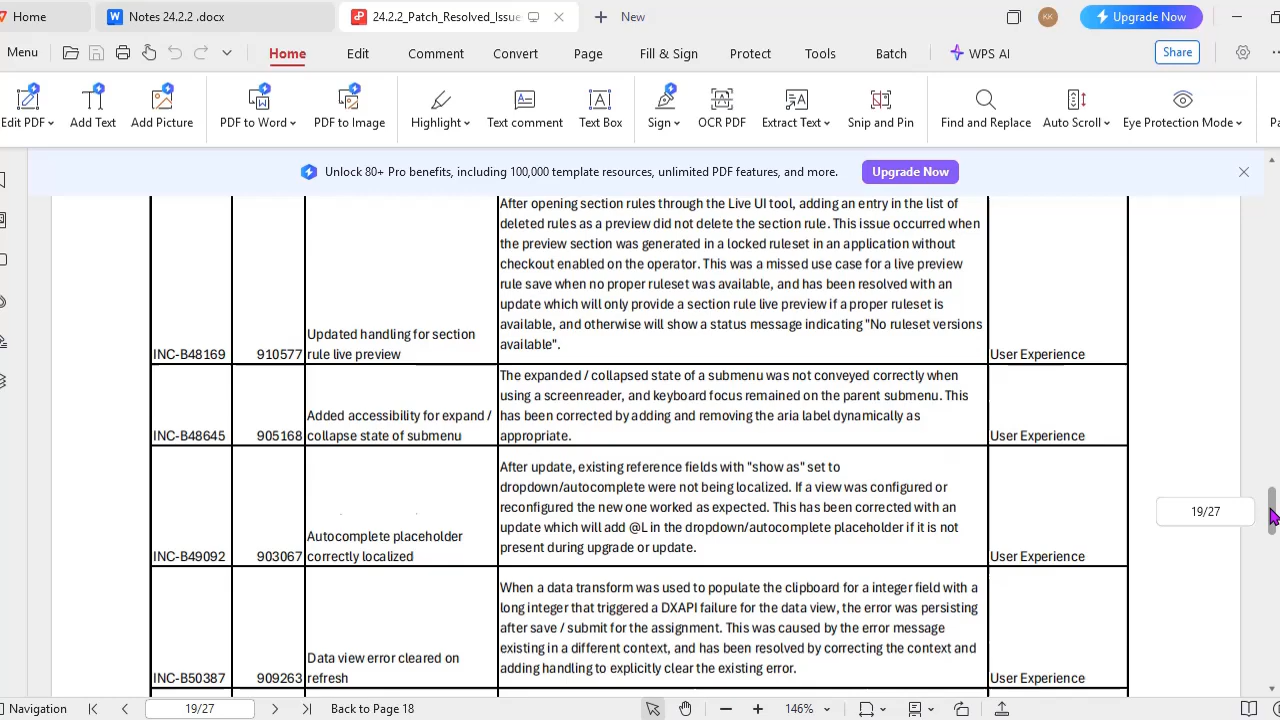 Home
Notes 24.2.2 .docx
24.2.2_Patch_Resolved_Issue
New
KK
Upgrade Now
Menu
Home
Edit
Comment
Convert
Page
Fill & Sign
Protect
Tools
Batch
WPS AI
Share
Edit PDF
Add Text
Add Picture
PDF to Word
PDF to Image
Highlight
Text comment
Text Box
Sign
OCR PDF
Extract Text
Snip and Pin
Find and Replace
Auto Scroll
Eye Protection Mode
Unlock 80+ Pro benefits, including 100,000 template resources, unlimited PDF features, and more.
Upgrade Now
INC-B48169
910577
Updated handling for section
rule live preview
After opening section rules through the Live UI tool, adding an entry in the list of
deleted rules as a preview did not delete the section rule. This issue occurred when
the preview section was generated in a locked ruleset in an application without
checkout enabled on the operator. This was a missed use case for a live preview
rule save when no proper ruleset was available, and has been resolved with an
update which will only provide a section rule live preview if a proper ruleset is
available, and otherwise will show a status message indicating "No ruleset versions
available".
User Experience
INC-B48645
905168
Added accessibility for expand /
collapse state of submenu
The expanded / collapsed state of a submenu was not conveyed correctly when
using a screenreader, and keyboard focus remained on the parent submenu. This
has been corrected by adding and removing the aria label dynamically as
appropriate.
User Experience
INC-B49092
903067
Autocomplete placeholder
correctly localized
After update, existing reference fields with "show as" set to
dropdown/autocomplete were not being localized. If a view was configured or
reconfigured the new one worked as expected. This has been corrected with an
update which will add @L in the dropdown/autocomplete placeholder if it is not
present during upgrade or update.
User Experience
INC-B50387
909263
Data view error cleared on
refresh
When a data transform was used to populate the clipboard for a integer field with a
long integer that triggered a DXAPI failure for the data view, the error was persisting
after save / submit for the assignment. This was caused by the error message
existing in a different context, and has been resolved by correcting the context and
adding handling to explicitly clear the existing error.
User Experience
19/27
Navigation
19/27
Back to Page 18
146%